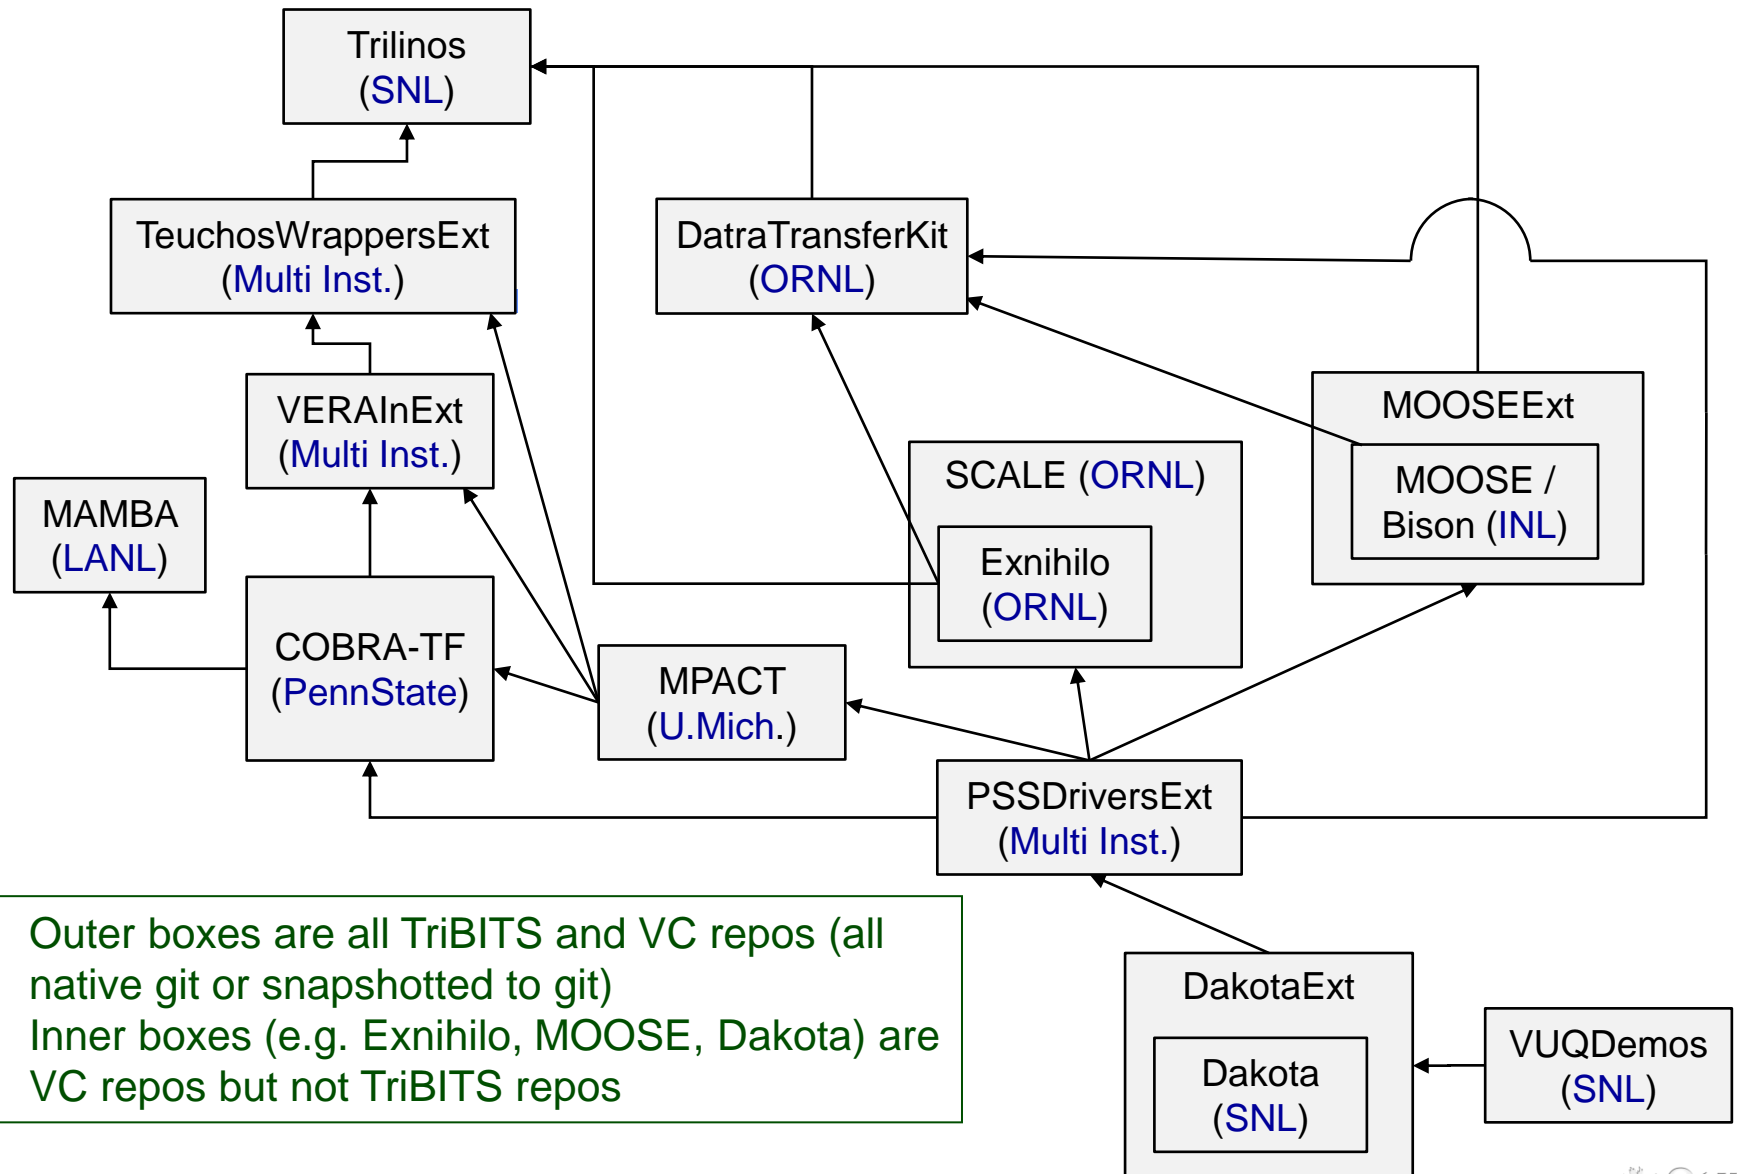 Trilinos
(SNL)
TeuchosWrappersExt
(Multi Inst.)
DatraTransferKit
(ORNL)
VERAInExt
(Multi Inst.)
MOOSEExt
MOOSE /
Bison (INL)
SCALE (ORNL)
Exnihilo
(ORNL)
MAMBA
(LANL)
COBRA-TF
(PennState)
MPACT
(U.Mich.)
PSSDriversExt
(Multi Inst.)
Outer boxes are all TriBITS and VC repos (all
native git or snapshotted to git)
Inner boxes (e.g. Exnihilo, MOOSE, Dakota) are
VC repos but not TriBITS repos
DakotaExt
Dakota
(SNL)
VUQDemos
(SNL)